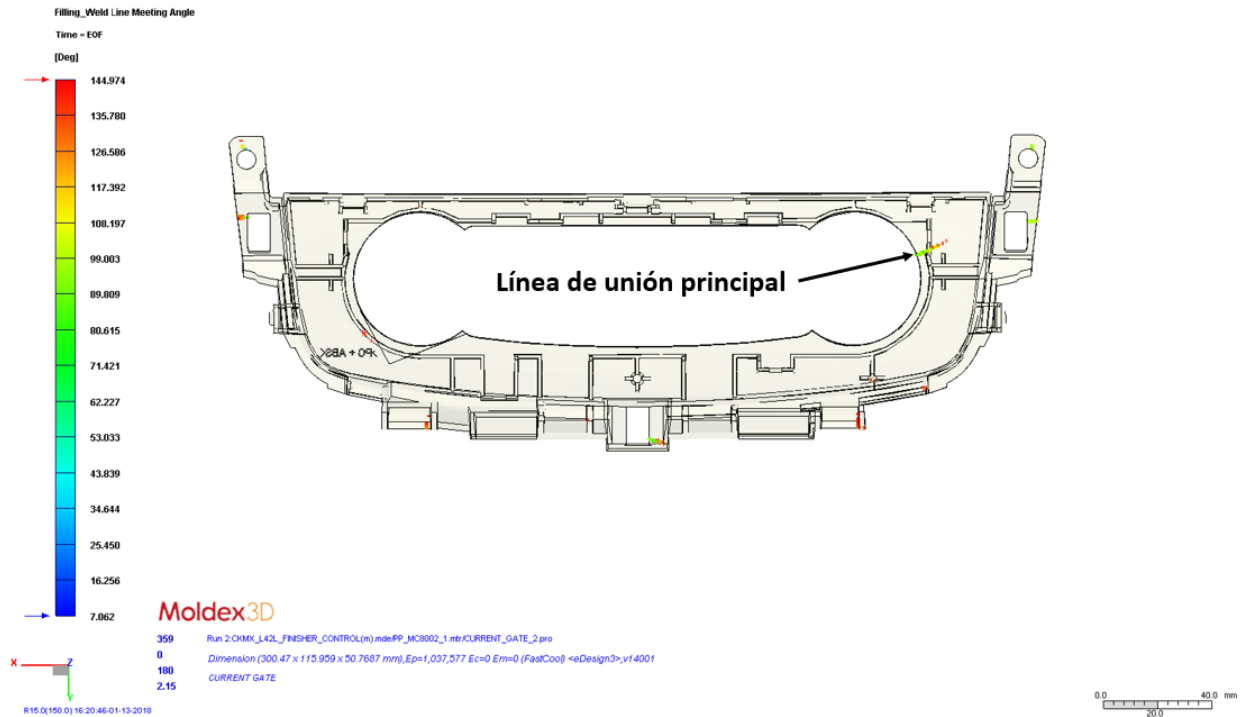 Filling_Weld Line Meeting Angle
Time = EOF
[Deg]
144.974
135.780
126.586
117.392
108.197
99.003
89.809
80.615
71.421
62.227
53.033
43.839
34.644
25.450
16.256
7.062
Línea de unión principal
>PC + ABS<
Moldex3D
359 Run 2:CKMX_L42L_FINISHER_CONTROL(m).mde/PP_MC8002_1.mtr/CURRENT_GATE_2.pro
0 Dimension (300.47 x 115.959 x 50.7687 mm),Ep=1,037,577 Ec=0 Em=0 (FastCool) <eDesign3>,v14001
180 CURRENT GATE
2.15
X Z
Y
R15.0(150.0) 16:20:46-01-13-2018
0.0 40.0 mm
20.0